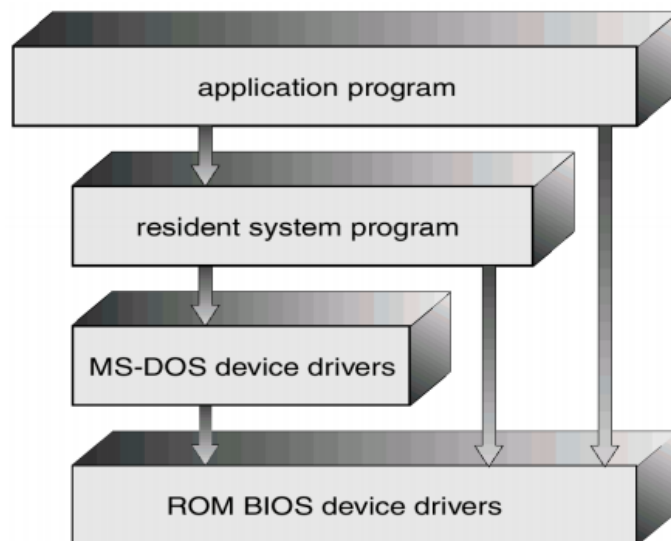 application program
resident system program
MS-DOS device drivers
ROM BIOS device drivers